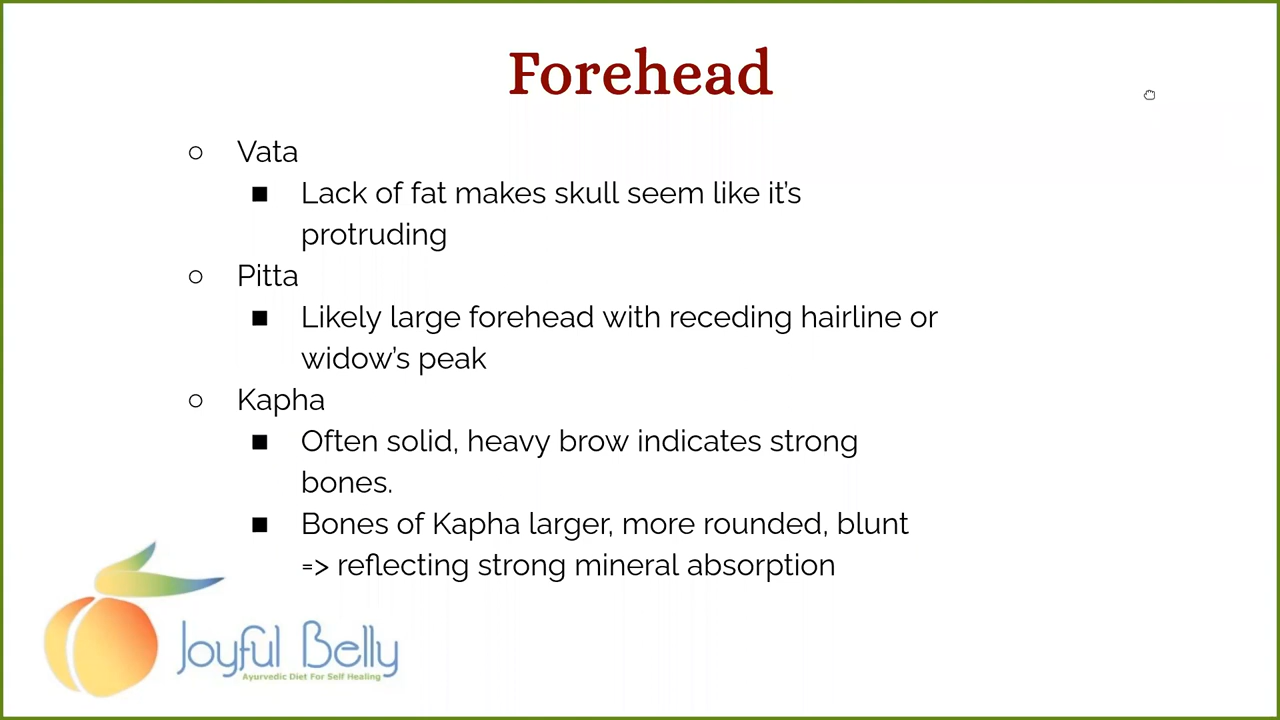 Forehead
○ Vata
■ Lack of fat makes skull seem like it's
protruding
○ Pitta
■ Likely large forehead with receding hairline or
widow's peak
○ Kapha
■ Often solid, heavy brow indicates strong
bones.
■ Bones of Kapha larger, more rounded, blunt
=> reflecting strong mineral absorption
Joyful Belly
Ayurvedic Diet For Self Healing